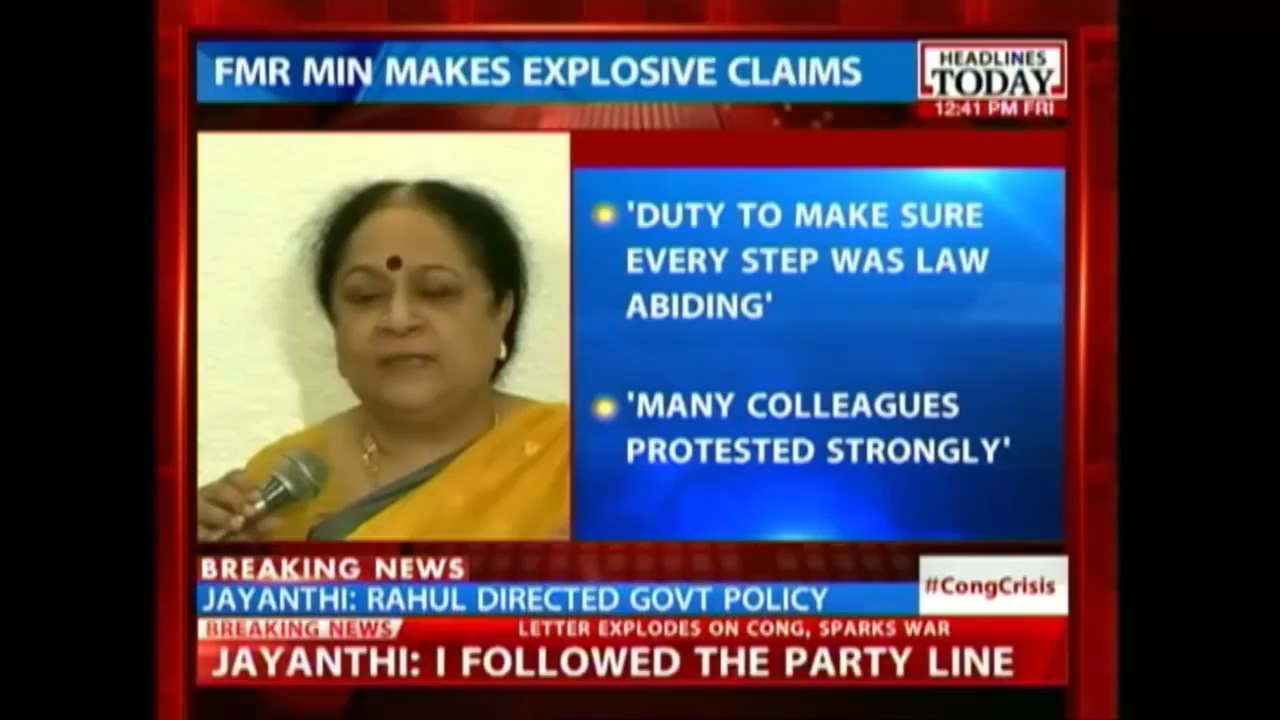 FMR MIN MAKES EXPLOSIVE CLAIMS
HEADLINES
TODAY
12:41 PM FRI
'DUTY TO MAKE SURE
EVERY STEP WAS LAW
ABIDING'
'MANY COLLEAGUES
PROTESTED STRONGLY'
BREAKING NEWS
JAYANTHI: RAHUL DIRECTED GOVT POLICY
#CongCrisis
BREAKING NEWS
LETTER EXPLODES ON CONG, SPARKS WAR
JAYANTHI: I FOLLOWED THE PARTY LINE